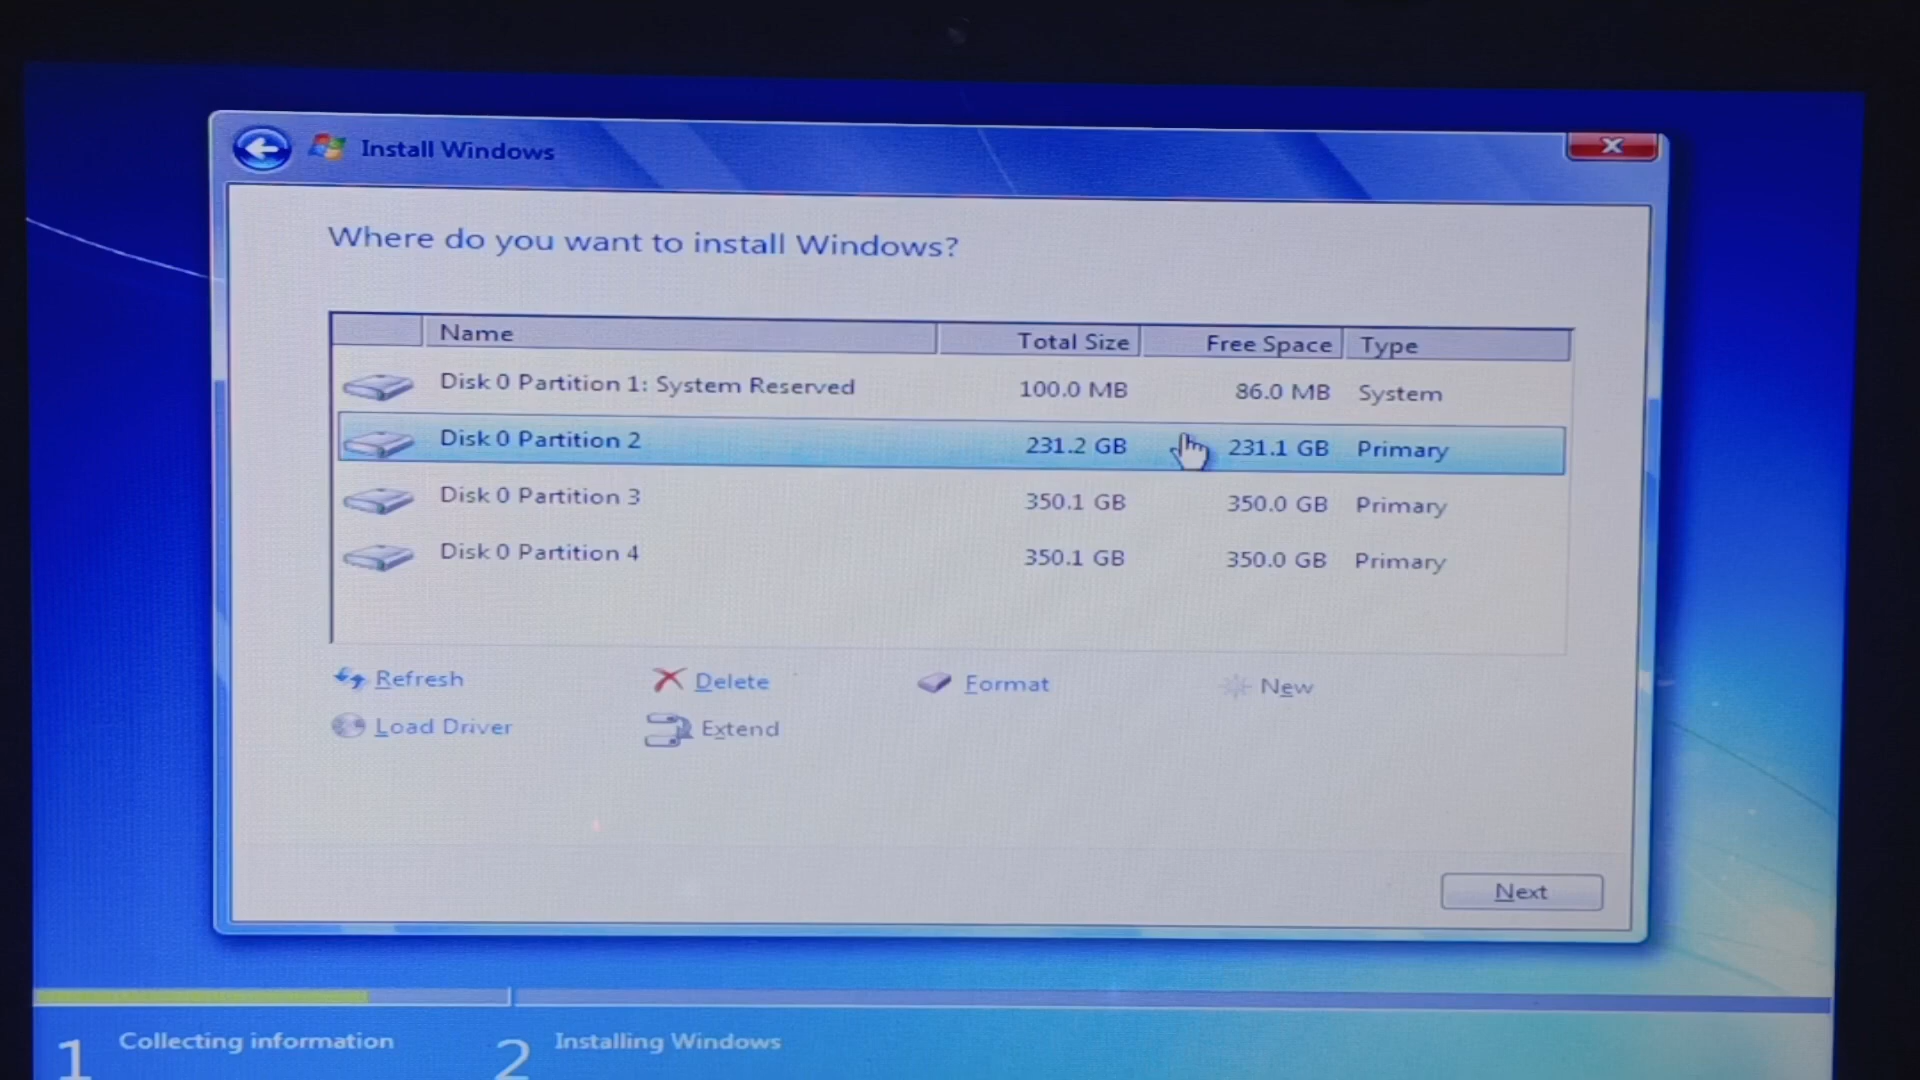 Install Windows
Where do you want to install Windows?
Name Total Size Free Space Type
Disk 0 Partition 1: System Reserved 100.0 MB 86.0 MB System
Disk 0 Partition 2 231.2 GB 231.1 GB Primary
Disk 0 Partition 3 350.1 GB 350.0 GB Primary
Disk 0 Partition 4 350.1 GB 350.0 GB Primary
Refresh Delete Format New
Load Driver Extend
Next
1 Collecting information 2 Installing Windows